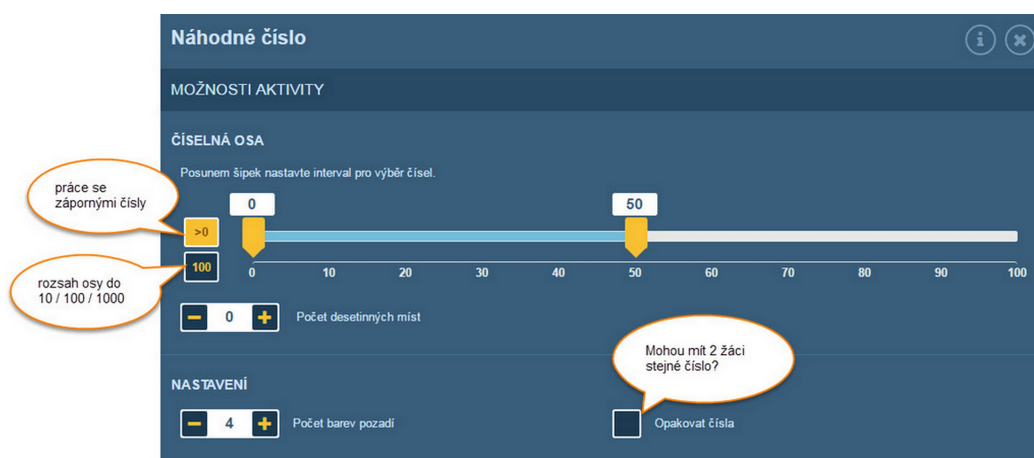 Náhodné číslo
i
MOŽNOSTI AKTIVITY
ČÍSELNÁ OSA
Posunem šipek nastavte interval pro výběr čísel.
práce se
zápornými čísly
0 50
>0
100
0 10 20 30 40 50 60 70 80 90 100
rozsah osy do
10 / 100 / 1000
− 0 + Počet desetinných míst
Mohou mít 2 žáci
stejné číslo?
NASTAVENÍ
− 4 + Počet barev pozadí
Opakovat čísla